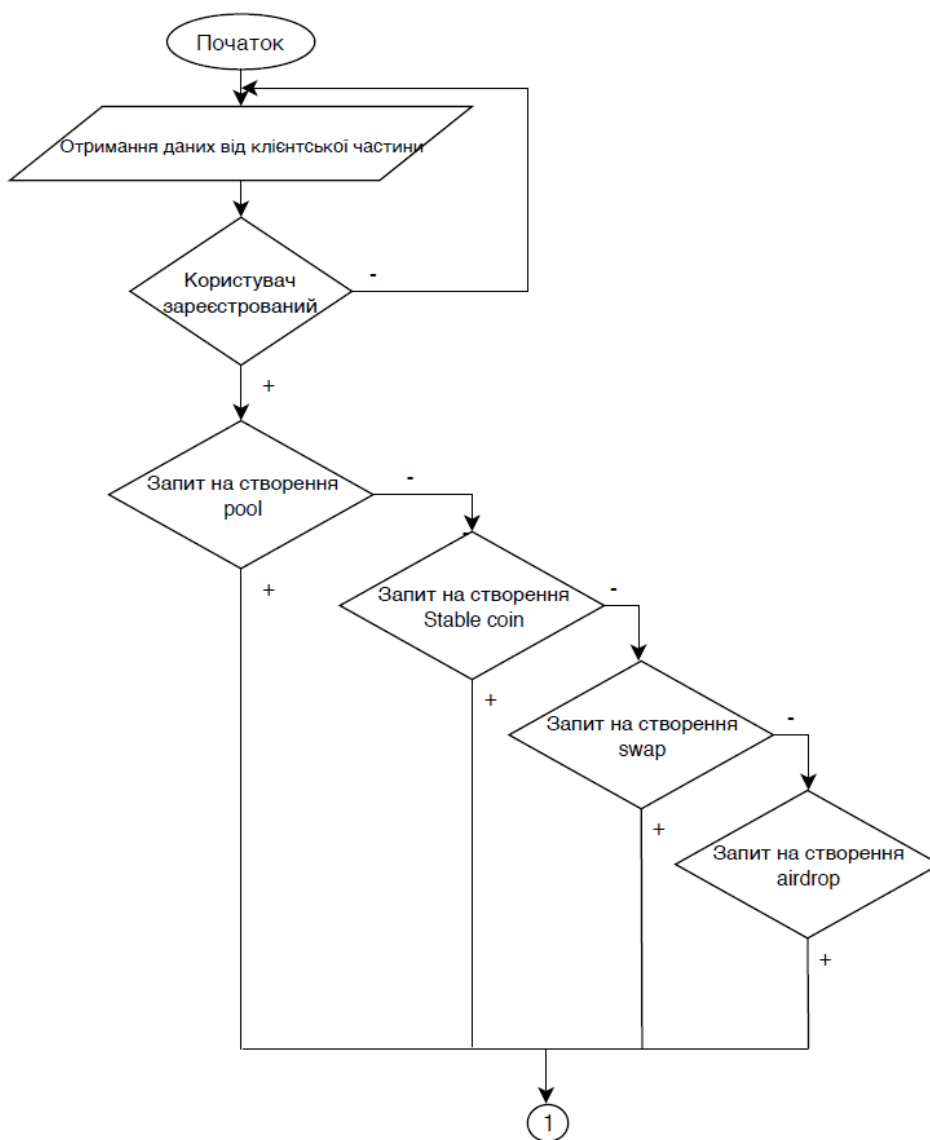 Початок
Отримання даних від клієнтської частини
Користувач
зареєстрований
-
+
Запит на створення
pool
-
+
-
Запит на створення
Stable coin
-
+
Запит на створення
swap
-
+
Запит на створення
airdrop
+
1